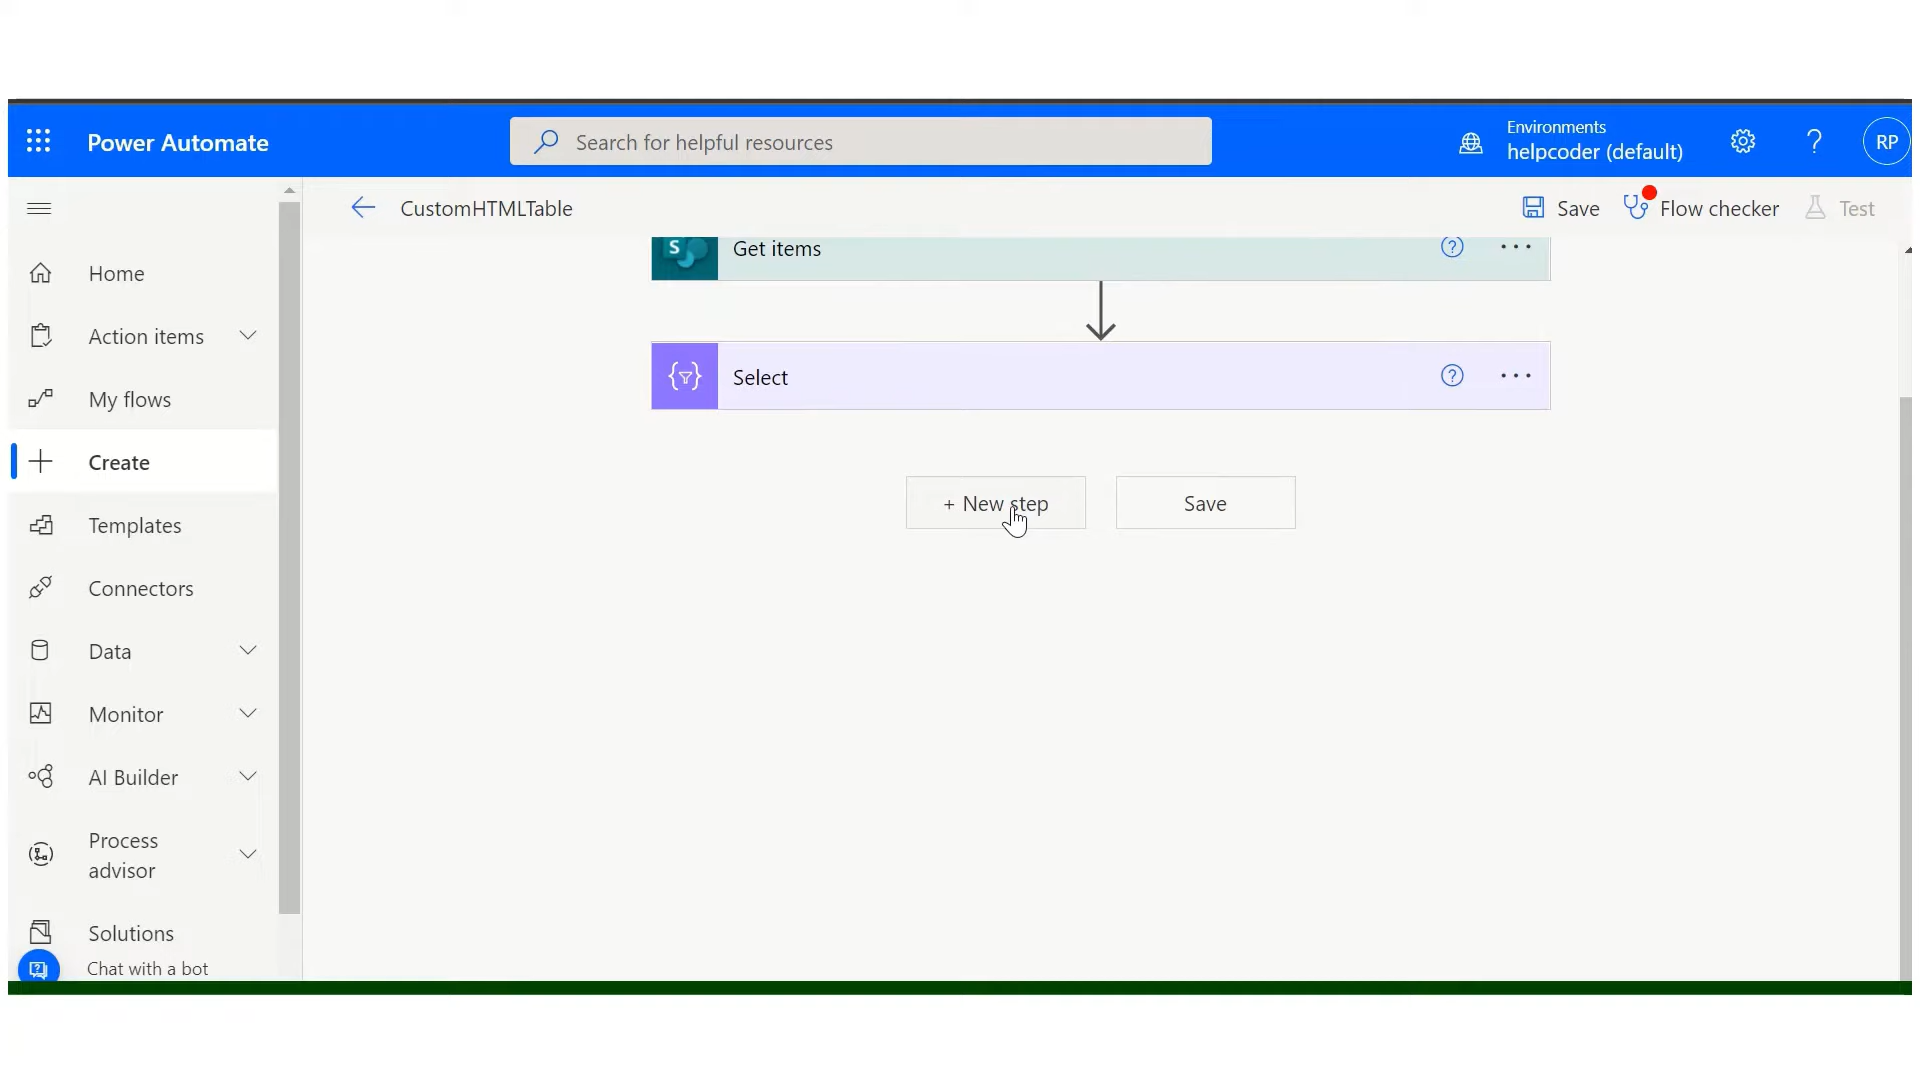 Power Automate
Search for helpful resources
Environments
helpcoder (default)
?
RP
CustomHTMLTable
Save
Flow checker
Test
Home
Action items
My flows
Create
Templates
Connectors
Data
Monitor
AI Builder
Process
advisor
Solutions
Chat with a bot
S
Get items
?
...
Select
?
...
+ New step
Save